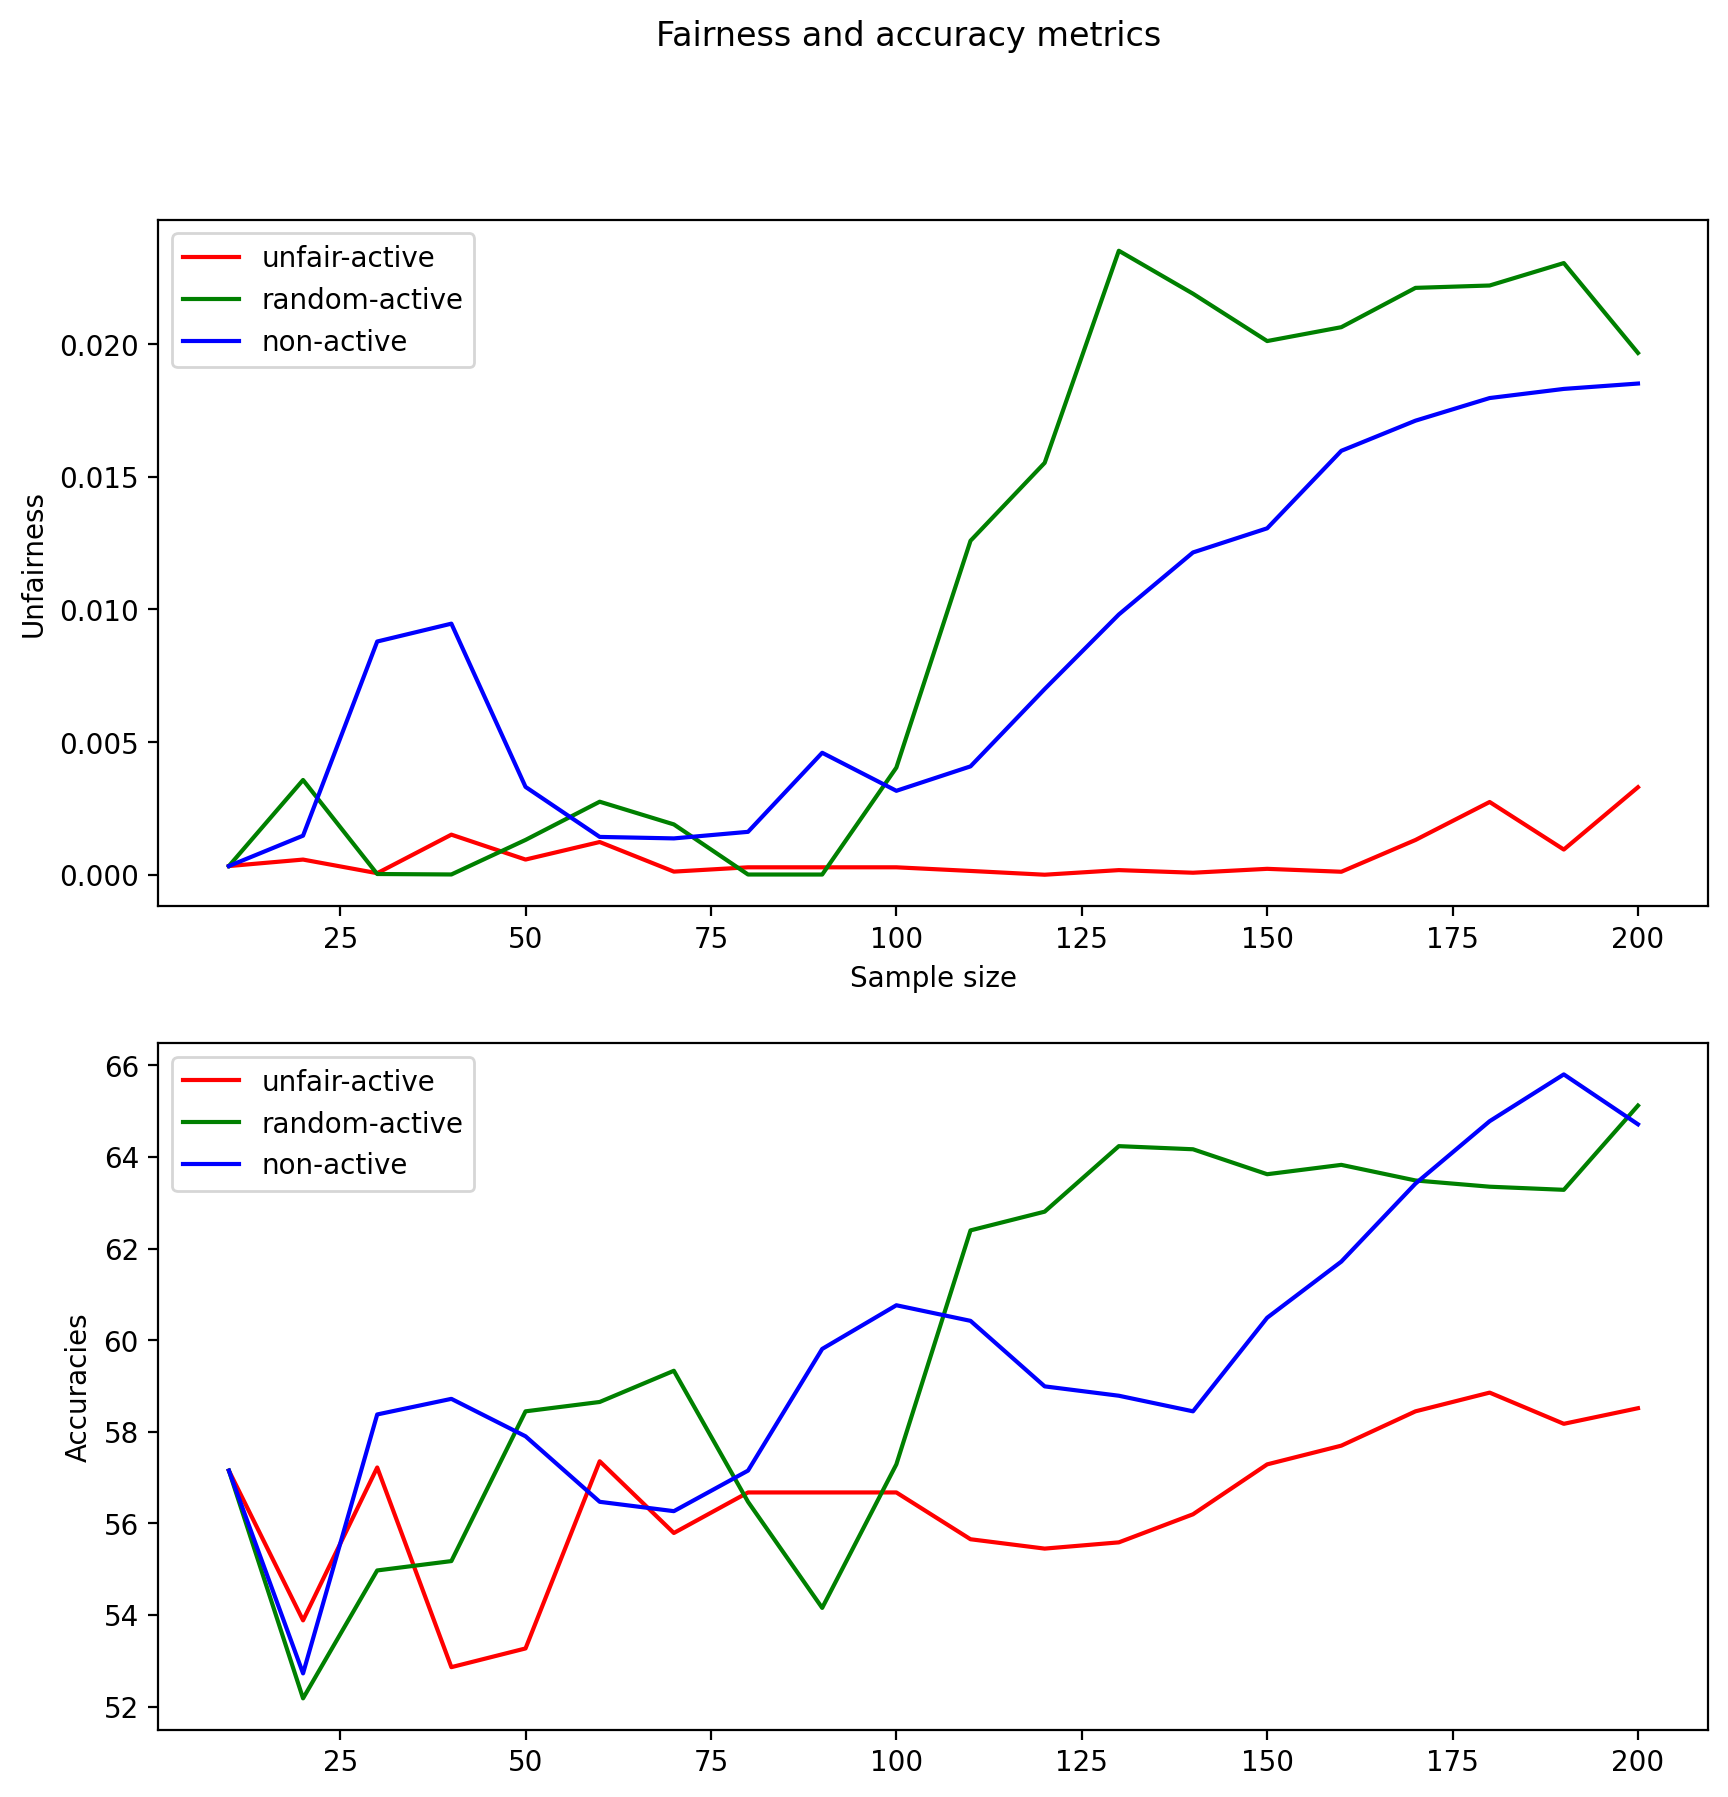 Fairness and accuracy metrics
unfair-active
random-active
non-active
0.020
0.015
0.010
0.005
0.000
Unfairness
25 50 75 100 125 150 175 200
Sample size
unfair-active
random-active
non-active
66
64
62
60
58
56
54
52
Accuracies
25 50 75 100 125 150 175 200